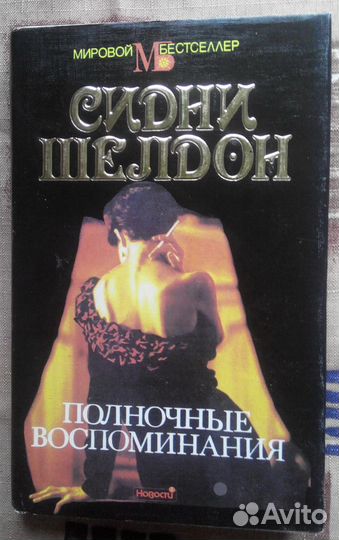 МИРОВОЙ МБ БЕСТСЕЛЛЕР
СИДНИ
ШЕЛДОН
ПОЛНОЧНЫЕ
ВОСПОМИНАНИЯ
Новости
Avito